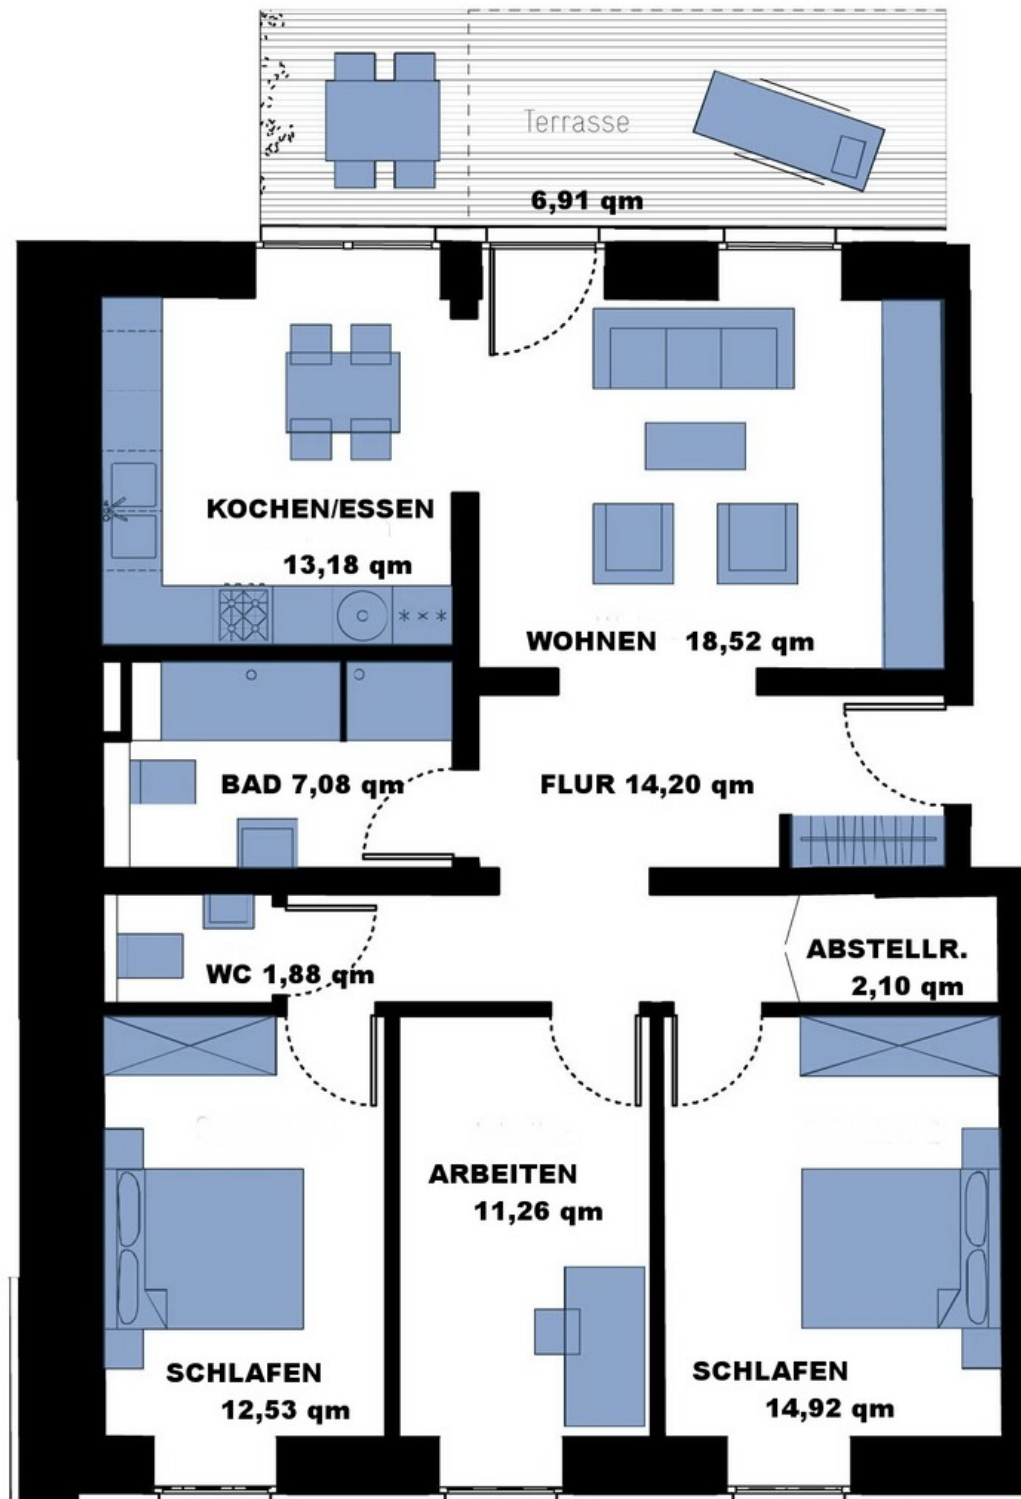 Terrasse
6,91 qm
KOCHEN/ESSEN
13,18 qm
WOHNEN 18,52 qm
BAD 7,08 qm
FLUR 14,20 qm
WC 1,88 qm
ABSTELLR.
2,10 qm
ARBEITEN
11,26 qm
SCHLAFEN
12,53 qm
SCHLAFEN
14,92 qm